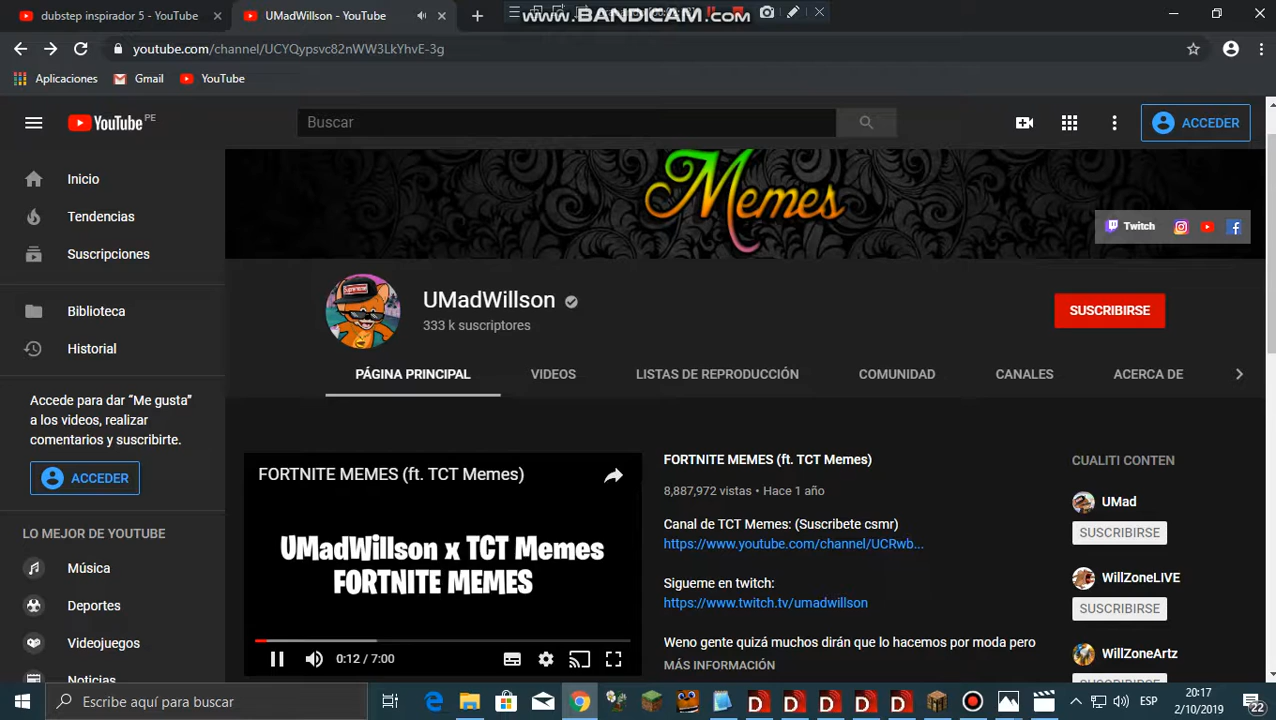 dubstep inspirador 5 - YouTube
UMadWillson - YouTube
www.BANDICAM.com
youtube.com/channel/UCYQypsvc82nWW3LkYhvE-3g
Aplicaciones
Gmail
YouTube
YouTube PE
Buscar
ACCEDER
Inicio
Tendencias
Suscripciones
Biblioteca
Historial
Accede para dar “Me gusta”
a los videos, realizar
comentarios y suscribirte.
ACCEDER
LO MEJOR DE YOUTUBE
Música
Deportes
Videojuegos
Noticias
Memes
Twitch
UMadWillson
333 k suscriptores
SUSCRIBIRSE
PÁGINA PRINCIPAL
VIDEOS
LISTAS DE REPRODUCCIÓN
COMUNIDAD
CANALES
ACERCA DE
FORTNITE MEMES (ft. TCT Memes)
UMadWillson x TCT Memes
FORTNITE MEMES
0:12 / 7:00
FORTNITE MEMES (ft. TCT Memes)
8,887,972 vistas • Hace 1 año
Canal de TCT Memes: (Suscribete csmr)
https://www.youtube.com/channel/UCRwb...
Sigueme en twitch:
https://www.twitch.tv/umadwillson
Weno gente quizá muchos dirán que lo hacemos por moda pero
MÁS INFORMACIÓN
CUALITI CONTEN
UMad
SUSCRIBIRSE
WillZoneLIVE
SUSCRIBIRSE
WillZoneArtz
Escribe aquí para buscar
ESP
20:17
2/10/2019
22